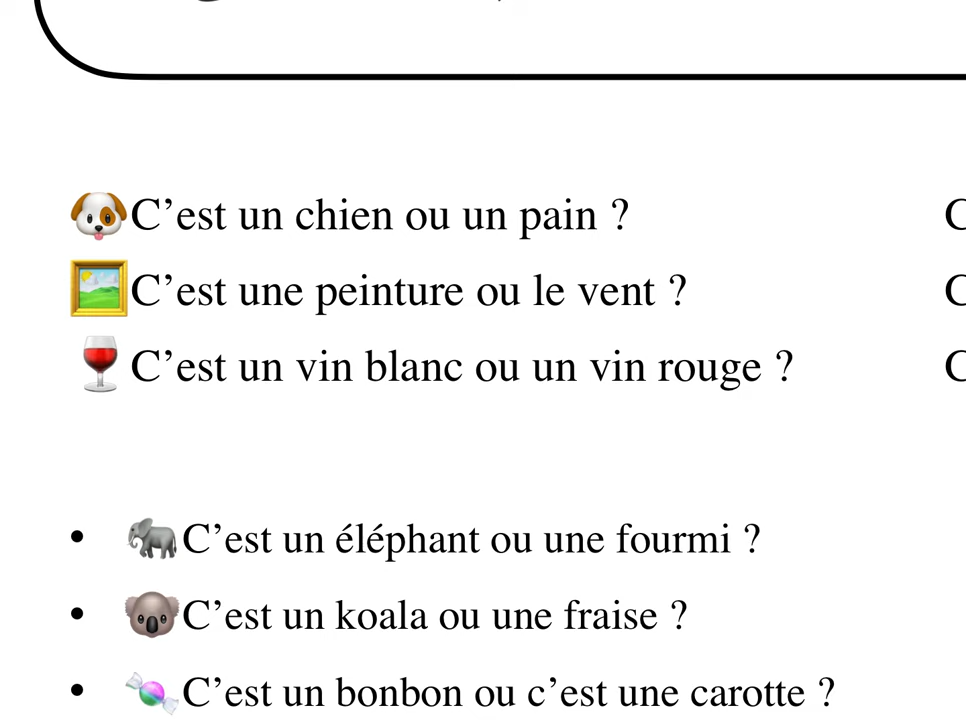 C’est un chien ou un pain ?
C’est une peinture ou le vent ?
C’est un vin blanc ou un vin rouge ?
• C’est un éléphant ou une fourmi ?
• C’est un koala ou une fraise ?
• C’est un bonbon ou c’est une carotte ?